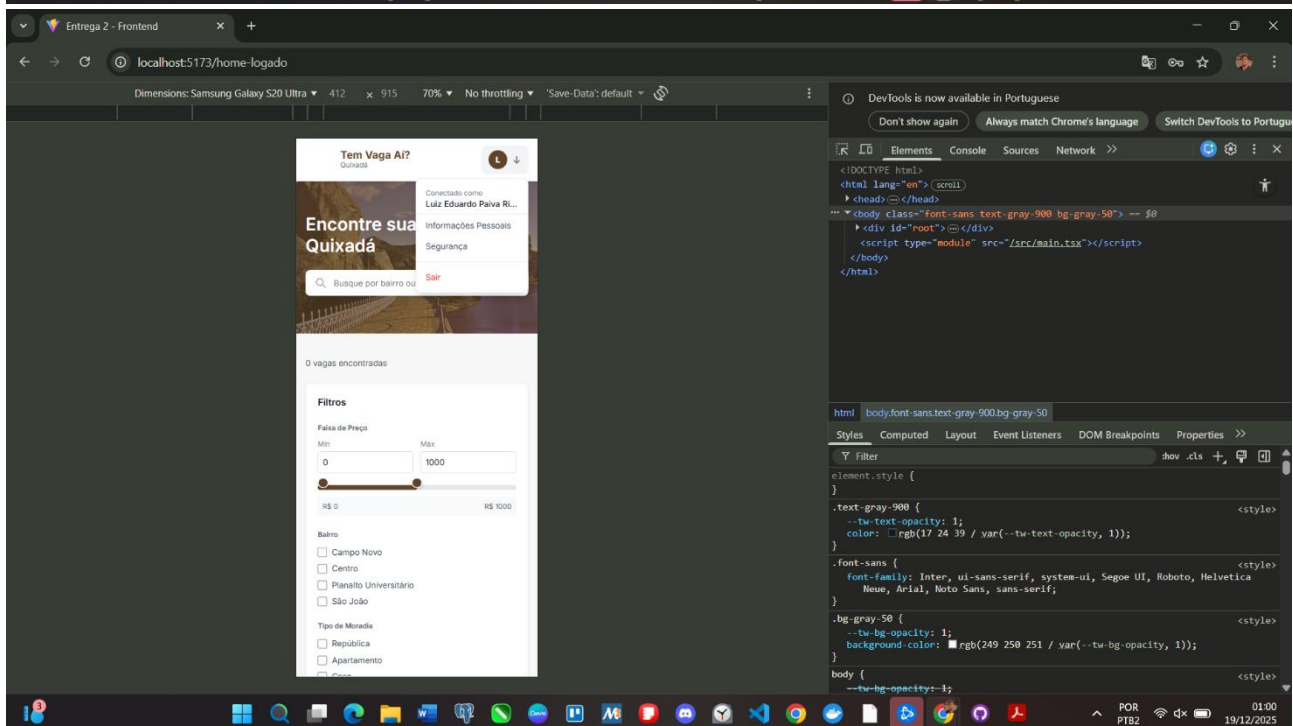 Entrega 2 - Frontend
localhost:5173/home-logado
Dimensions: Samsung Galaxy S20 Ultra 412 x 915 70% No throttling 'Save-Data': default
Tem Vaga Aí?
Quixadá
L
Conectado como
Luiz Eduardo Paiva Ri...
Informações Pessoais
Segurança
Sair
Encontre sua
Quixadá
Busque por bairro ou
0 vagas encontradas
Filtros
Faixa de Preço
Min Máx
0 1000
R$ 0 R$ 1000
Bairro
Campo Novo
Centro
Planalto Universitário
São João
Tipo de Moradia
República
Apartamento
DevTools is now available in Portuguese
Don't show again Always match Chrome's language Switch DevTools to Portugu
Elements Console Sources Network
<!DOCTYPE html>
<html lang="en"> scroll
<head> </head>
<body class="font-sans text-gray-900 bg-gray-50"> == $0
<div id="root"> </div>
<script type="module" src="/src/main.tsx"></script>
</body>
</html>
html body.font-sans.text-gray-900.bg-gray-50
Styles Computed Layout Event Listeners DOM Breakpoints Properties
Filter :hov .cls
element.style {
}
.text-gray-900 { <style>
--tw-text-opacity: 1;
color: rgb(17 24 39 / var(--tw-text-opacity, 1));
}
.font-sans { <style>
font-family: Inter, ui-sans-serif, system-ui, Segoe UI, Roboto, Helvetica
Neue, Arial, Noto Sans, sans-serif;
}
.bg-gray-50 { <style>
--tw-bg-opacity: 1;
background-color: rgb(249 250 251 / var(--tw-bg-opacity, 1));
}
body { <style>
--tw-bg-opacity: 1;
POR
PTB2
01:00
19/12/2025